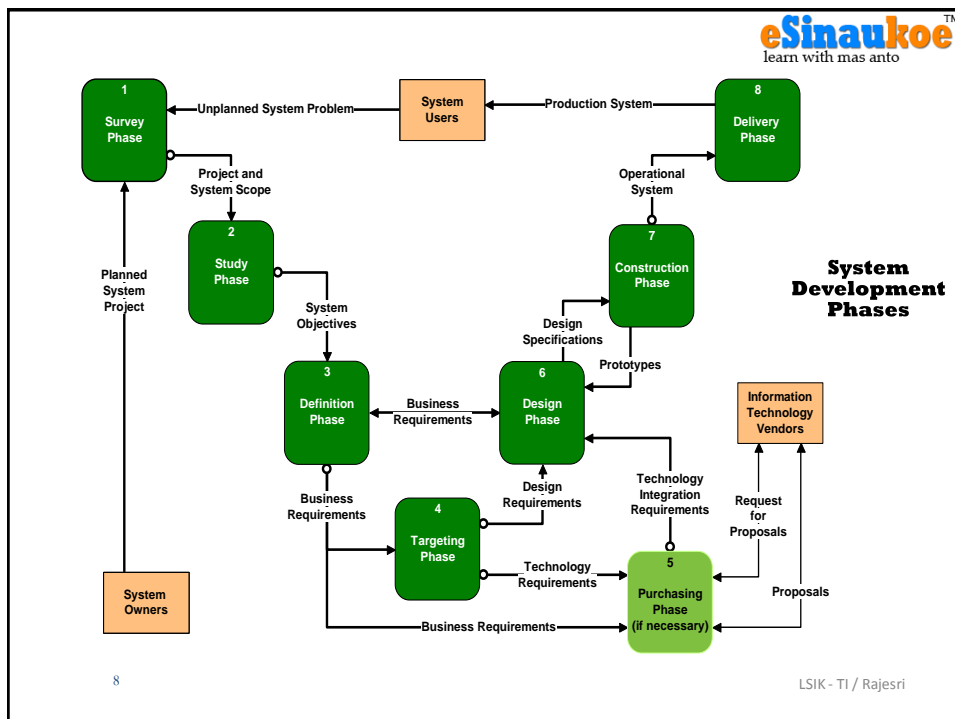 eSinaukoe
TM
learn with mas anto
1
Survey
Phase
Unplanned System Problem
System
Users
Production System
8
Delivery
Phase
Project and
System Scope
Operational
System
2
Study
Phase
7
Construction
Phase
System
Development
Phases
Planned
System
Project
System
Objectives
Design
Specifications
Prototypes
3
Definition
Phase
Business
Requirements
6
Design
Phase
Information
Technology
Vendors
Business
Requirements
Design
Requirements
Technology
Integration
Requirements
Request
for
Proposals
4
Targeting
Phase
Technology
Requirements
5
Purchasing
Phase
(if necessary)
Proposals
System
Owners
Business Requirements
8
LSIK - TI / Rajesri